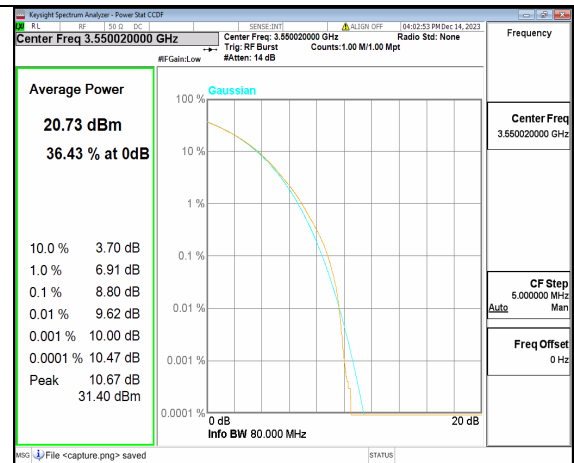 Keysight Spectrum Analyzer - Power Stat CCDF
RL RF 50 Ω DC SENSE:INT ALIGN OFF 04:02:53 PM Dec 14, 2023
Center Freq 3.550020000 GHz
Center Freq: 3.550020000 GHz Radio Std: None
Trig: RF Burst Counts:1.00 M/1.00 Mpt
#IFGain:Low #Atten: 14 dB
Frequency
Average Power
20.73 dBm
36.43 % at 0dB
10.0 % 3.70 dB
1.0 % 6.91 dB
0.1 % 8.80 dB
0.01 % 9.62 dB
0.001 % 10.00 dB
0.0001 % 10.47 dB
Peak 10.67 dB
31.40 dBm
Gaussian
100 %
10 %
1 %
0.1 %
0.01 %
0.001 %
0.0001 %
0 dB 20 dB
Info BW 80.000 MHz
Center Freq
3.550020000 GHz
CF Step
5.000000 MHz
Auto Man
Freq Offset
0 Hz
MSG File <capture.png> saved STATUS